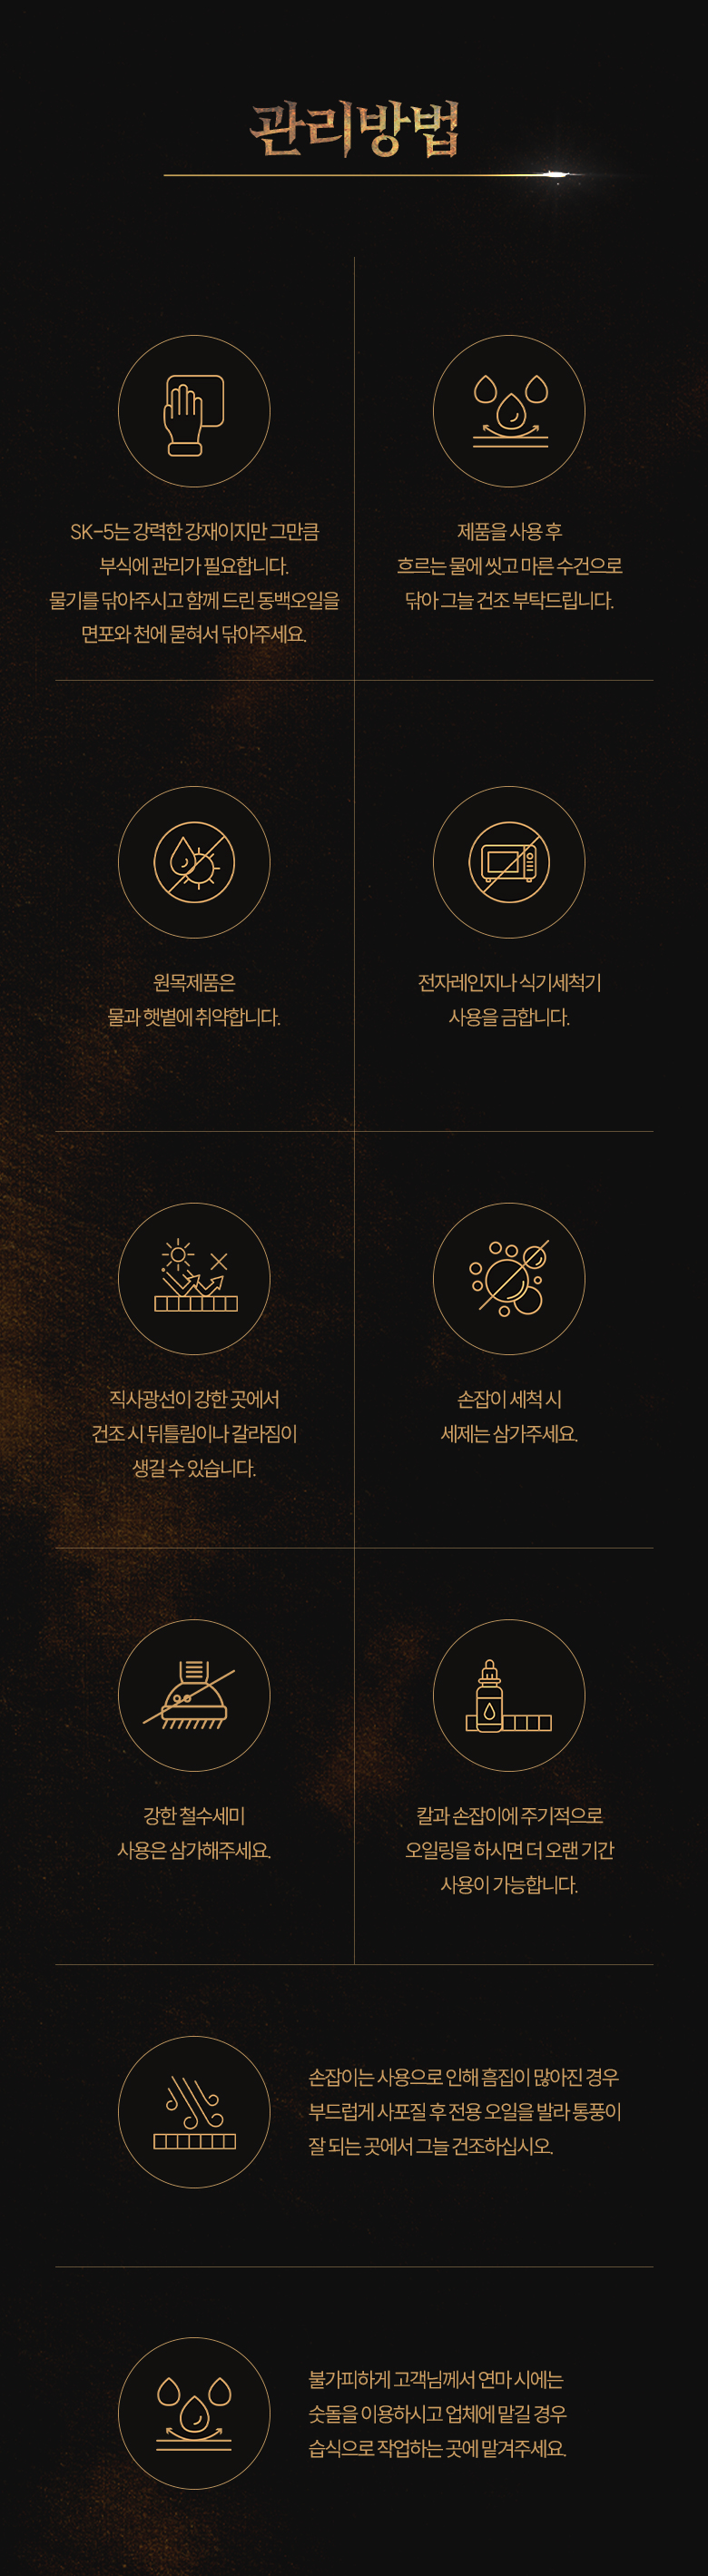 관리방법
SK-5는 강력한 강재이지만 그만큼
부식에 관리가 필요합니다.
물기를 닦아주시고 함께 드린 동백오일을
면포와 천에 묻혀서 닦아주세요.
제품을 사용 후
흐르는 물에 씻고 마른 수건으로
닦아 그늘 건조 부탁드립니다.
원목제품은
물과 햇볕에 취약합니다.
전자레인지나 식기세척기
사용을 금합니다.
직사광선이 강한 곳에서
건조 시 뒤틀림이나 갈라짐이
생길 수 있습니다.
손잡이 세척 시
세제는 삼가주세요.
강한 철수세미
사용은 삼가해주세요.
칼과 손잡이에 주기적으로
오일링을 하시면 더 오랜 기간
사용이 가능합니다.
손잡이는 사용으로 인해 흠집이 많아진 경우
부드럽게 사포질 후 전용 오일을 발라 통풍이
잘 되는 곳에서 그늘 건조하십시오.
불가피하게 고객님께서 연마 시에는
숫돌을 이용하시고 업체에 맡길 경우
습식으로 작업하는 곳에 맡겨주세요.